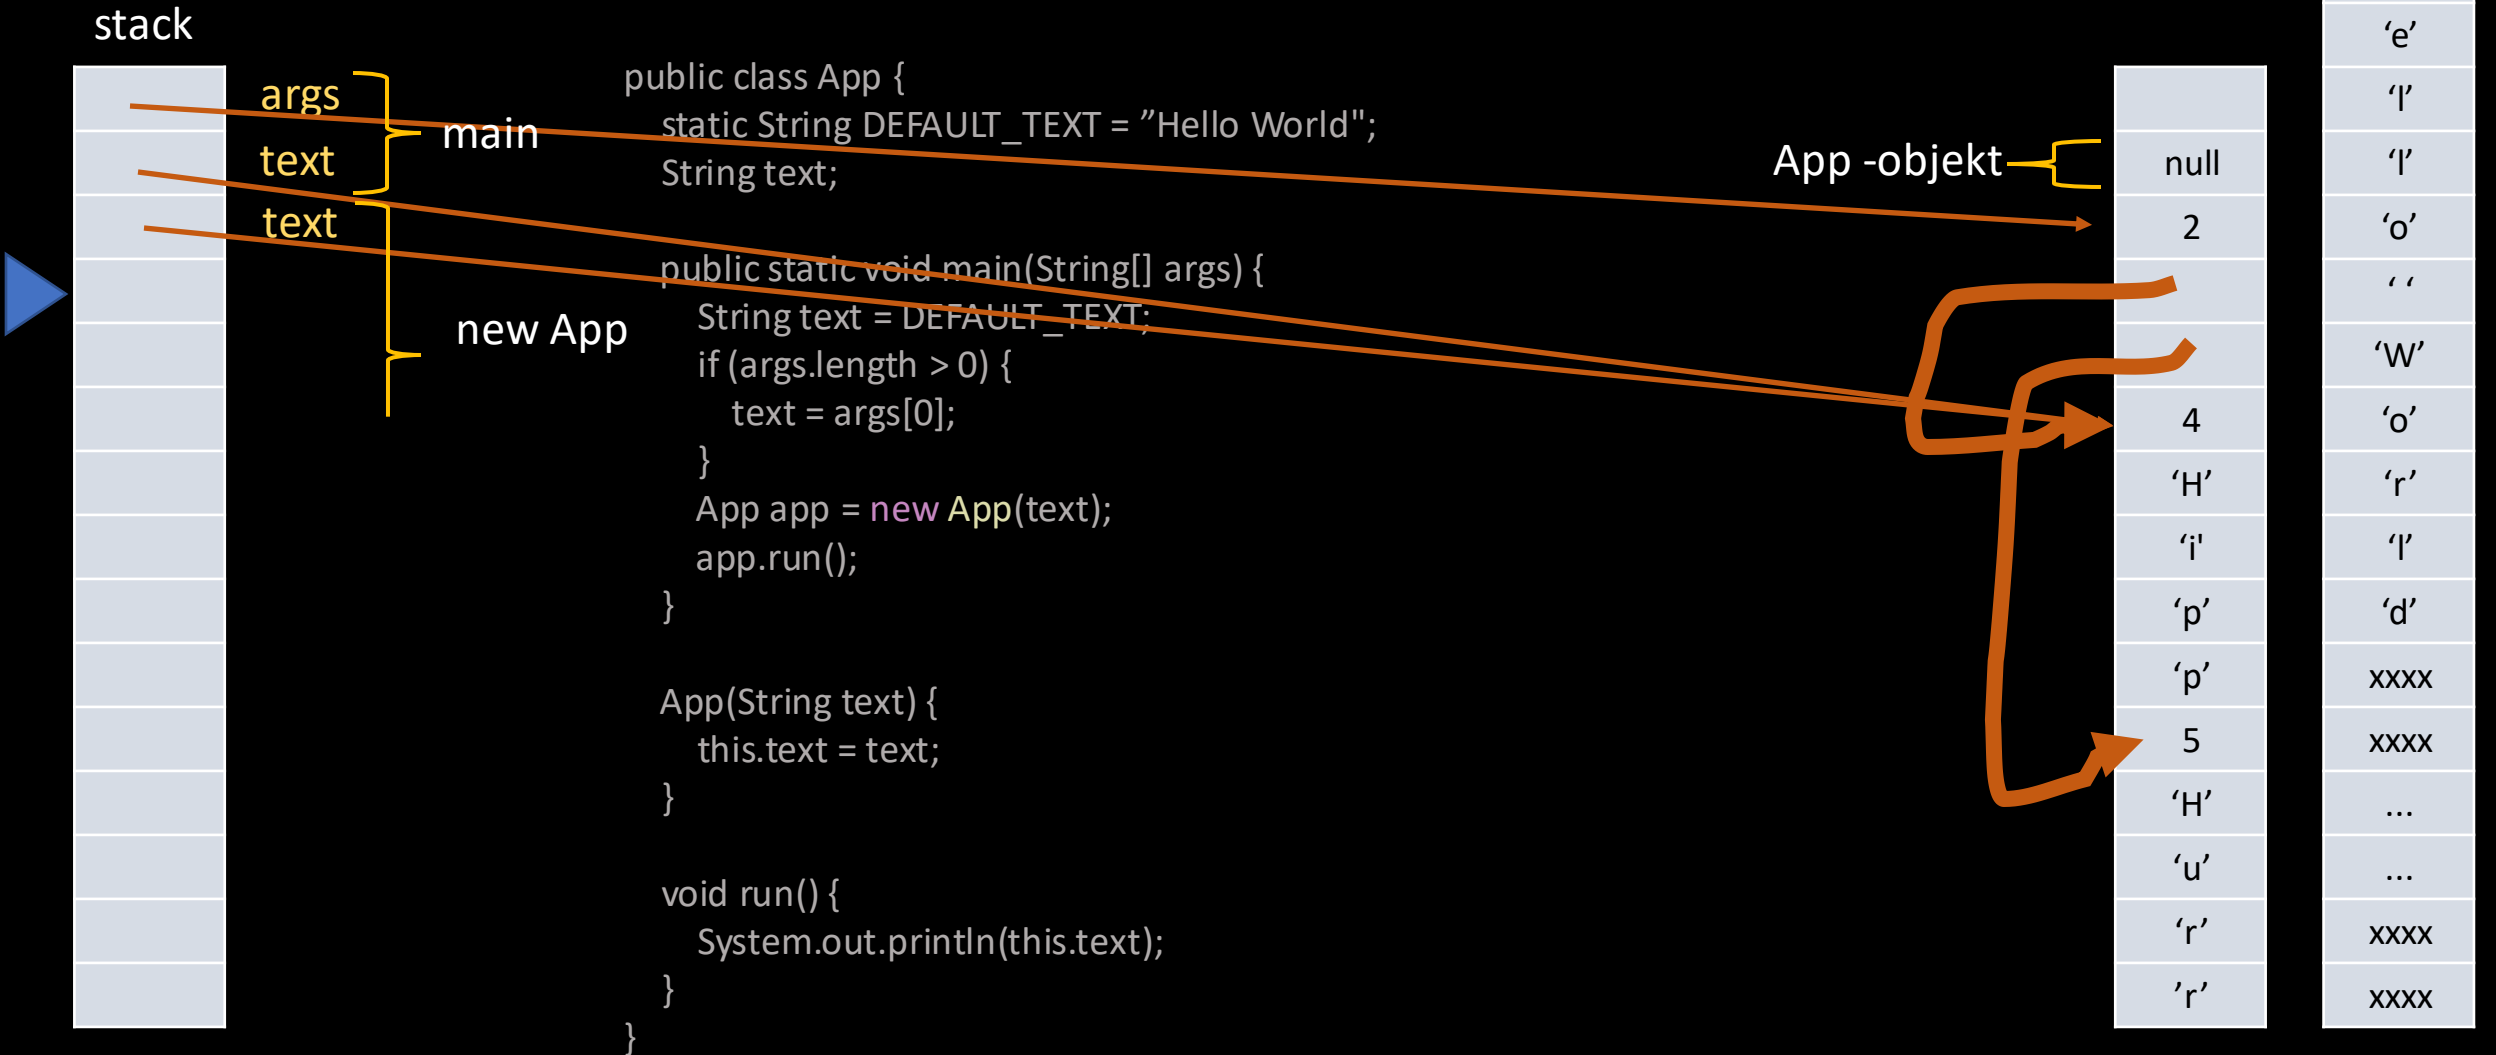 stack
args
text
main
text
new App
public class App {
static String DEFAULT_TEXT = ”Hello World";
String text;
public static void main(String[] args) {
String text = DEFAULT_TEXT;
if (args.length > 0) {
text = args[0];
}
App app = new App(text);
app.run();
}
App(String text) {
this.text = text;
}
void run() {
System.out.println(this.text);
}
}
App -objekt
null
2
4
‘H’
‘i'
‘p’
‘p’
5
‘H’
‘u’
‘r’
’r’
‘e’
‘l’
‘l’
‘o’
‘ ‘
‘W’
‘o’
‘r’
‘l’
‘d’
xxxx
xxxx
...
...
xxxx
xxxx